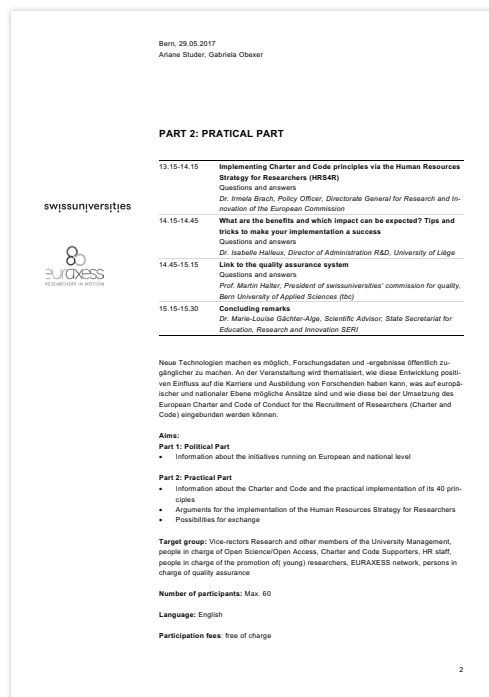 Bern, 29.05.2017
Ariane Studer, Gabriela Obexer
PART 2: PRATICAL PART
13.15-14.15 Implementing Charter and Code principles via the Human Resources
Strategy for Researchers (HRS4R)
Questions and answers
Dr. Irmela Brach, Policy Officer, Directorate General for Research and In-
novation of the European Commission
swissuniversities
14.15-14.45 What are the benefits and which impact can be expected? Tips and
tricks to make your implementation a success
Questions and answers
Dr. Isabelle Halleux, Director of Administration R&D, University of Liège
euraxess
RESEARCHERS IN MOTION
14.45-15.15 Link to the quality assurance system
Questions and answers
Prof. Martin Halter, President of swissuniversities' commission for quality,
Bern University of Applied Sciences (tbc)
15.15-15.30 Concluding remarks
Dr. Marie-Louise Gächter-Alge, Scientific Advisor, State Secretariat for
Education, Research and Innovation SERI
Neue Technologien machen es möglich, Forschungsdaten und -ergebnisse öffentlich zu-
gänglicher zu machen. An der Veranstaltung wird thematisiert, wie diese Entwicklung positi-
ven Einfluss auf die Karriere und Ausbildung von Forschenden haben kann, was auf europä-
ischer und nationaler Ebene mögliche Ansätze sind und wie diese bei der Umsetzung des
European Charter and Code of Conduct for the Recruitment of Researchers (Charter and
Code) eingebunden werden können.
Aims:
Part 1: Political Part
• Information about the initiatives running on European and national level
Part 2: Practical Part
• Information about the Charter and Code and the practical implementation of its 40 prin-
ciples
• Arguments for the implementation of the Human Resources Strategy for Researchers
• Possibilities for exchange
Target group: Vice-rectors Research and other members of the University Management,
people in charge of Open Science/Open Access, Charter and Code Supporters, HR staff,
people in charge of the promotion of( young) researchers, EURAXESS network, persons in
charge of quality assurance
Number of participants: Max. 60
Language: English
Participation fees: free of charge
2